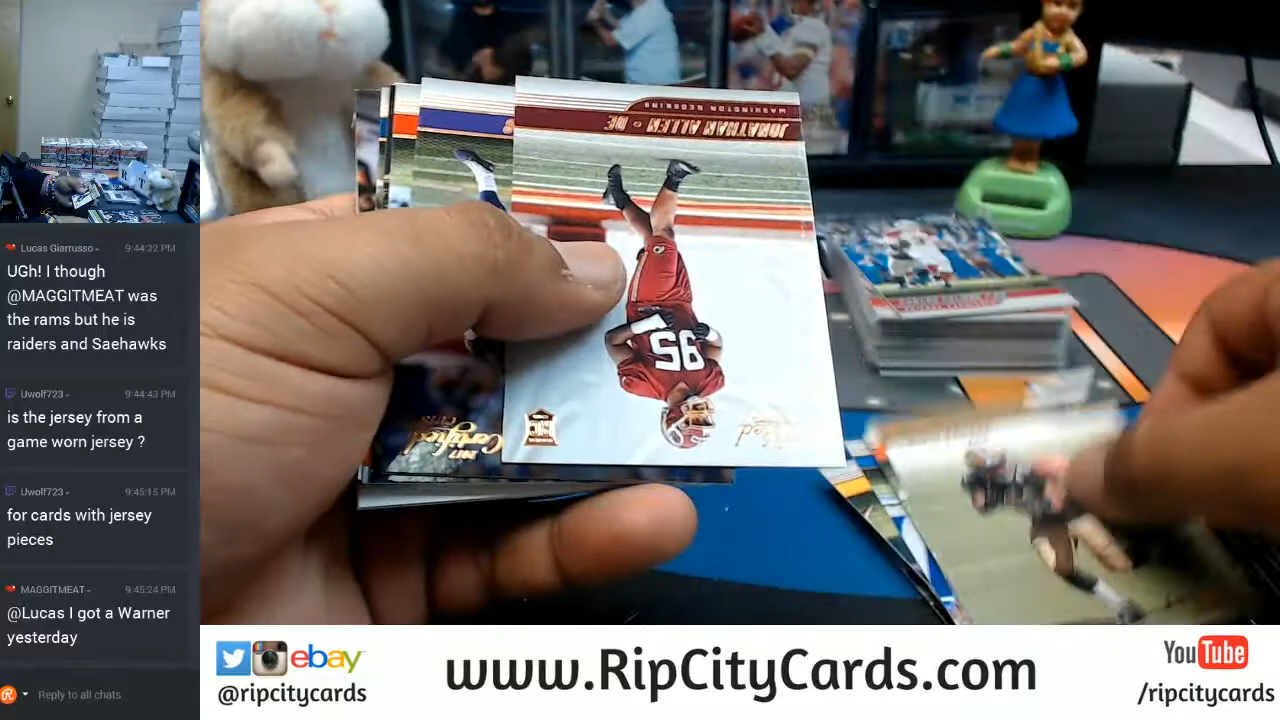 Lucas Giarrusso 9:44:32 PM
UGh! I though
@MAGGITMEAT was
the rams but he is
raiders and Saehawks
Uwolf723 9:44:43 PM
is the jersey from a
game worn jersey ?
Uwolf723 9:45:15 PM
for cards with jersey
pieces
MAGGITMEAT 9:45:24 PM
@Lucas I got a Warner
yesterday
Reply to all chats
WASHINGTON REDSKINS
JONATHAN ALLEN • DE
95
2017
Certified
ebay
@ripcitycards
www.RipCityCards.com
YouTube
/ripcitycards